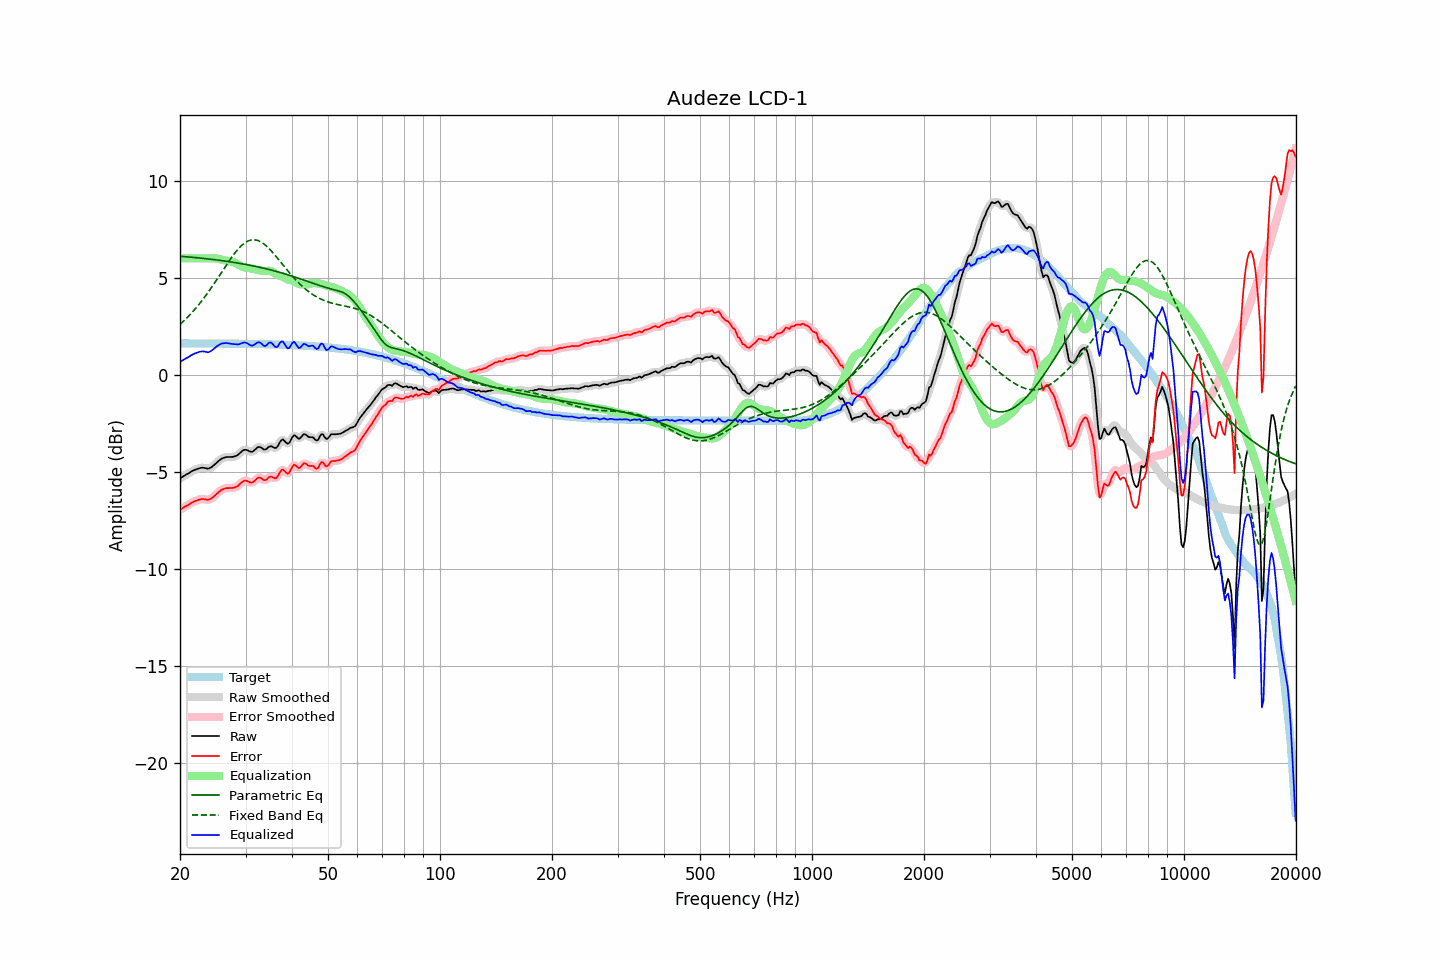 Audeze LCD-1
Amplitude (dBr)
10
5
0
−5
−10
−15
−20
Target
Raw Smoothed
Error Smoothed
Raw
Error
Equalization
Parametric Eq
Fixed Band Eq
Equalized
20 50 100 200 500 1000 2000 5000 10000 20000
Frequency (Hz)